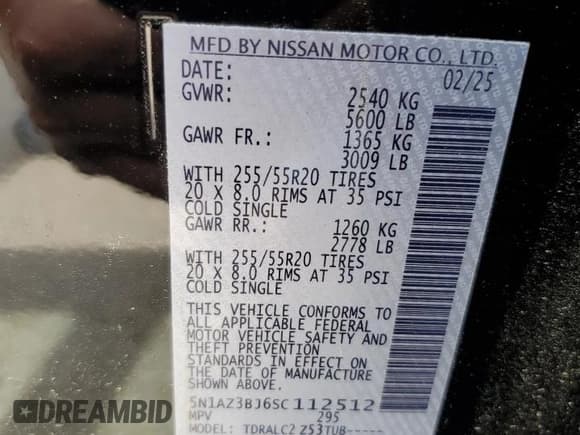 MFD BY NISSAN MOTOR CO., LTD.
DATE: 02/25
GVWR: 2540 KG
5600 LB
GAWR FR.: 1365 KG
3009 LB
WITH 255/55R20 TIRES
20 X 8.0 RIMS AT 35 PSI
COLD SINGLE
GAWR RR.: 1260 KG
2778 LB
WITH 255/55R20 TIRES
20 X 8.0 RIMS AT 35 PSI
COLD SINGLE
THIS VEHICLE CONFORMS TO
ALL APPLICABLE FEDERAL
MOTOR VEHICLE SAFETY AND
THEFT PREVENTION
STANDARDS IN EFFECT ON
THE DATE OF MANUFACTURE
SHOWN ABOVE.
5N1AZ3BJ6SC112512
MPV 295
MODEL: TDRALC2 Z53TUB-----
AUTOBIDCAR